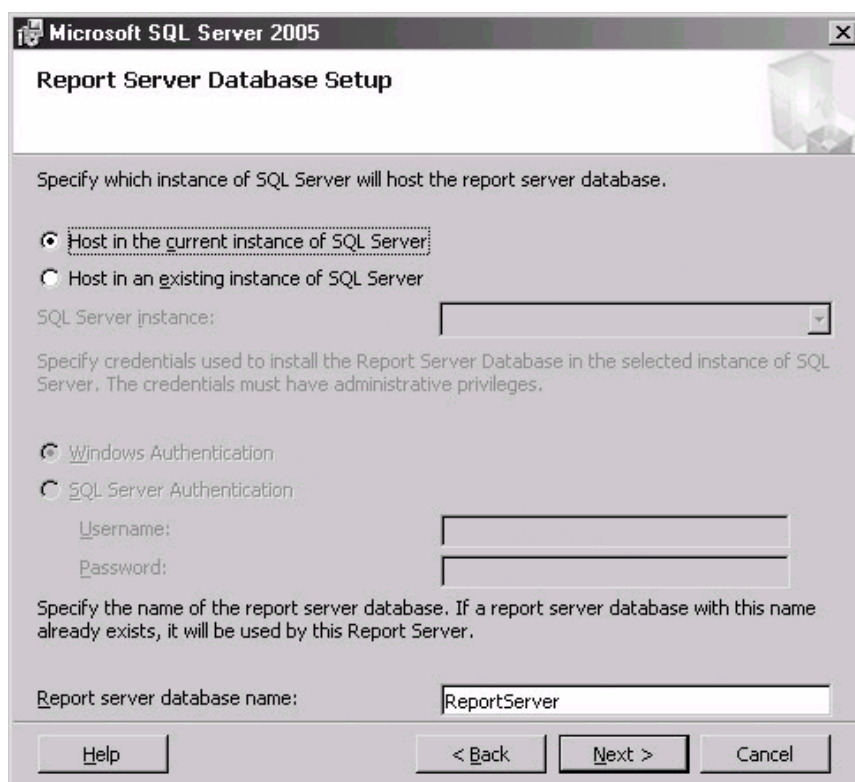 Microsoft SQL Server 2005
Report Server Database Setup
Specify which instance of SQL Server will host the report server database.
Host in the current instance of SQL Server
Host in an existing instance of SQL Server
SQL Server instance:
Specify credentials used to install the Report Server Database in the selected instance of SQL
Server. The credentials must have administrative privileges.
Windows Authentication
SQL Server Authentication
Username:
Password:
Specify the name of the report server database. If a report server database with this name
already exists, it will be used by this Report Server.
Report server database name: ReportServer
Help < Back Next > Cancel